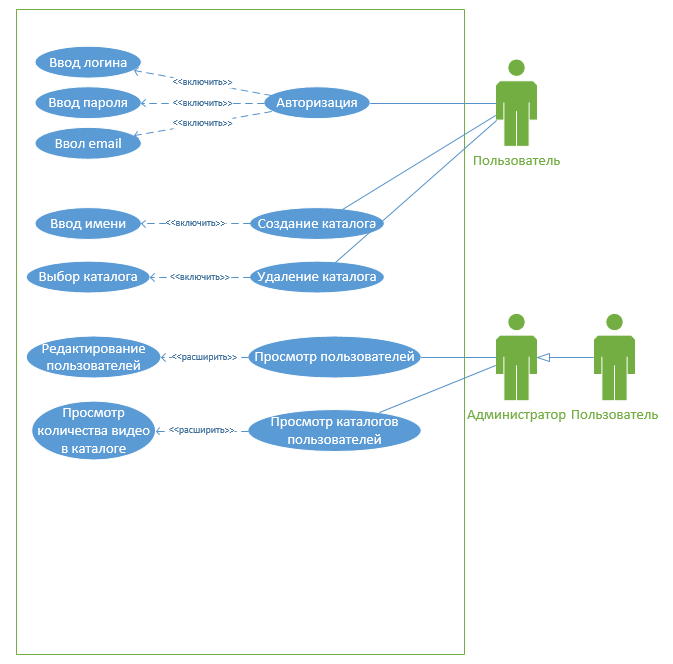 Ввод логина
<<включить>>
Ввод пароля
<<включить>>
Авторизация
<<включить>>
Ввол email
Пользователь
Ввод имени
<<включить>>
Создание каталога
Выбор каталога
<<включить>>
Удаление каталога
Редактирование
пользователей
<<расширить>>
Просмотр пользователей
Администратор
Пользователь
Просмотр
количества видео
в каталоге
<<расширить>>
Просмотр каталогов
пользователей